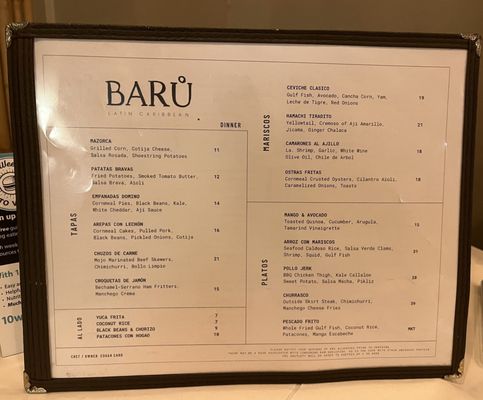 BARŮ
LATIN CARIBBEAN
DINNER
TAPAS
MAZORCA
Grilled Corn, Cotija Cheese, 11
Salsa Rosada, Shoestring Potatoes
PATATAS BRAVAS
Fried Potatoes, Smoked Tomato Butter, 12
Salsa Brava, Aioli
EMPANADAS DOMINO
Cornmeal Pies, Black Beans, Kale, 14
White Cheddar, Aji Sauce
AREPAS CON LECHÓN
Cornmeal Cakes, Pulled Pork, 16
Black Beans, Pickled Onions, Cotija
CHUZOS DE CARNE
Mojo Marinated Beef Skewers, 21
Chimichurri, Bollo Limpio
CROQUETAS DE JAMÓN
Bechamel-Serrano Ham Fritters, 15
Manchego Crema
AL LADO
YUCA FRITA 7
COCONUT RICE 7
BLACK BEANS & CHORIZO 9
PATACONES WITH HOGAO 10
CHEF / OWNER EDGAR CARO
MARISCOS
CEVICHE CLASICO
Gulf Fish, Avocado, Cancha Corn, Yam, 19
Leche de Tigre, Red Onions
HAMACHI TIRADITO
Yellowtail, Cremoso of Aji Amarillo, 21
Jicama, Ginger Chalaca
CAMARONES AL AJILLO
La. Shrimp, Garlic, White Wine 18
Olive Oil, Chile de Arbol
OSTRAS FRITAS
Cornmeal Crusted Oysters, Cilantro Aioli, 18
Caramelized Onions, Tosto
PLATOS
MANGO & AVOCADO
Toasted Quinoa, Cucumber, Arugula, 15
Tamarind Vinaigrette
ARROZ CON MARISCOS
Seafood Caldoso Rice, Salsa Verde Clams, 31
Shrimp, Squid, Gulf Fish
POLLO JERK
BBQ Chicken Thigh, Kale Callaloo 28
Sweet Potato, Salsa Macha, Pikliz
CHURRASCO
Outside Skirt Steak, Chimichurri, 39
Manchego Cheese Fries
PESCADO FRITO
Whole Fried Gulf Fish, Coconut Rice, MKT
Patacones, Mango Escabeche